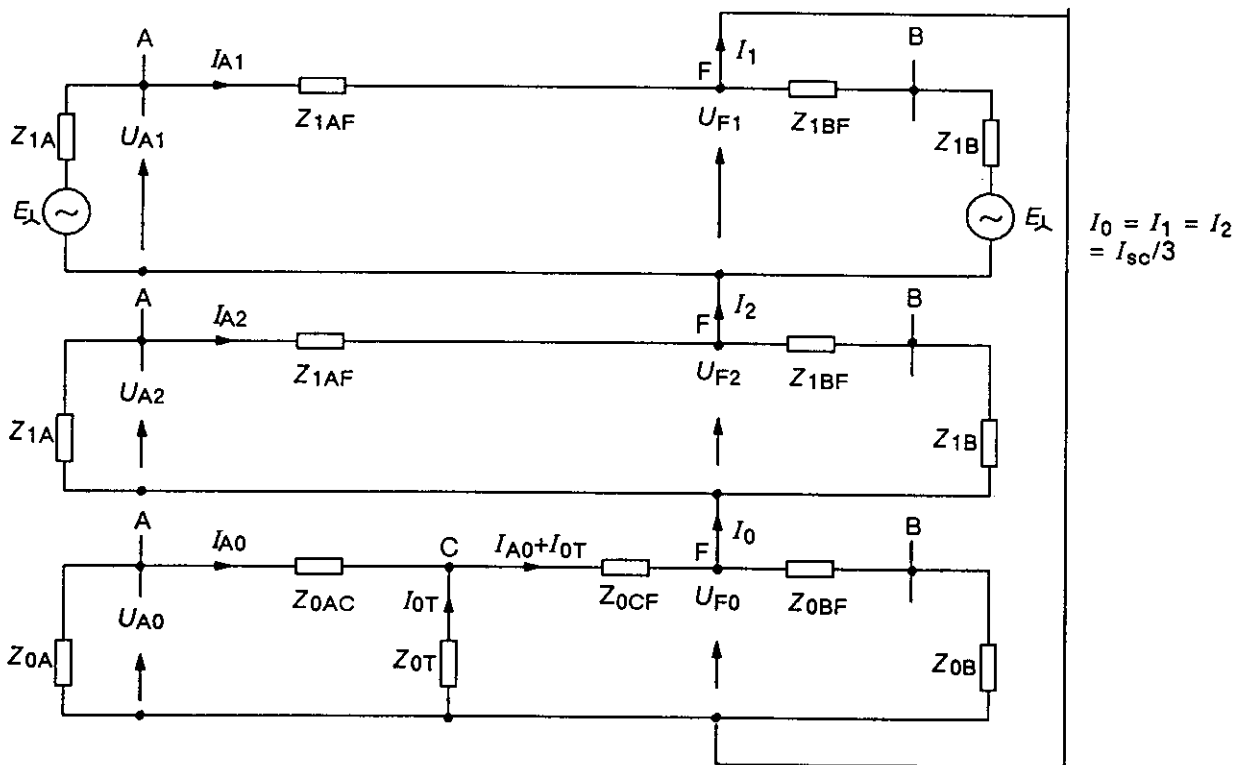 A
I_A1
I_1
F
B
Z_1AF
Z_1BF
Z_1A
U_A1
U_F1
Z_1B
E⅄
E⅄
I_0 = I_1 = I_2
= I_sc/3
A
I_A2
I_2
F
B
Z_1AF
Z_1BF
U_A2
U_F2
Z_1A
Z_1B
A
I_A0
C
I_A0+I_0T
I_0
F
B
Z_0AC
I_0T
Z_0CF
Z_0BF
U_A0
U_F0
Z_0A
Z_0T
Z_0B